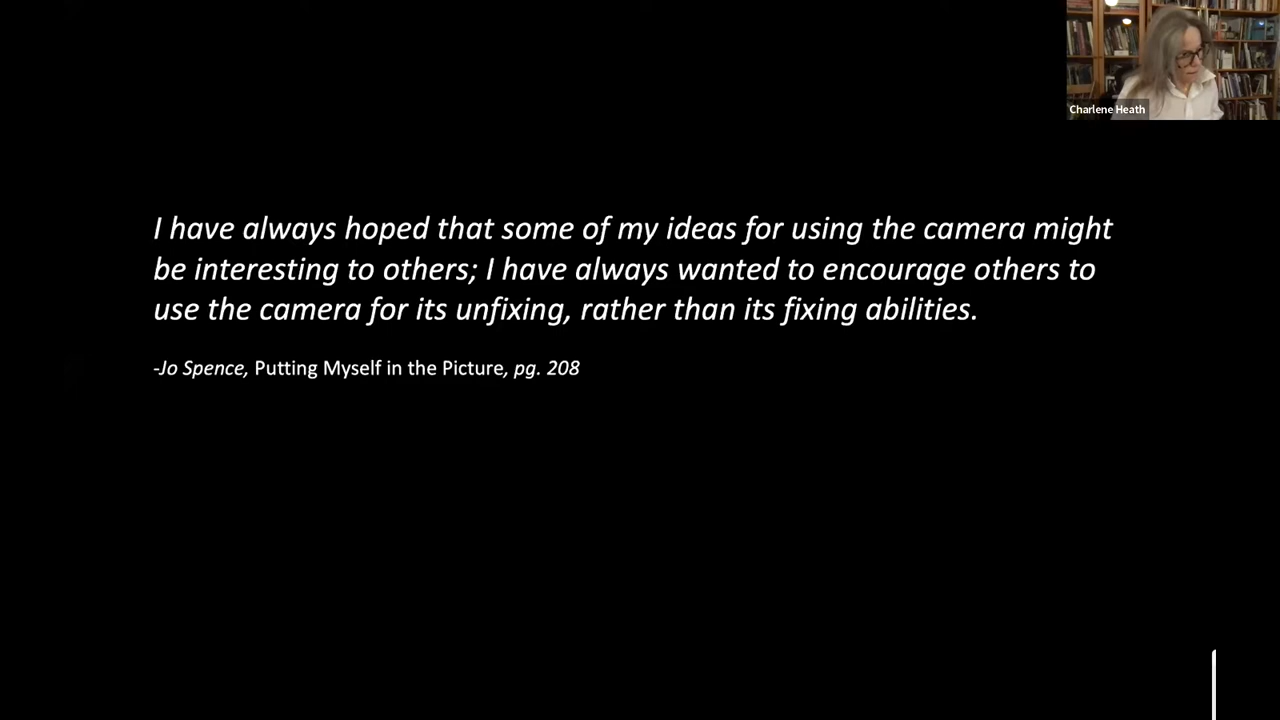 Charlene Heath
I have always hoped that some of my ideas for using the camera might
be interesting to others; I have always wanted to encourage others to
use the camera for its unfixing, rather than its fixing abilities.
-Jo Spence, Putting Myself in the Picture, pg. 208